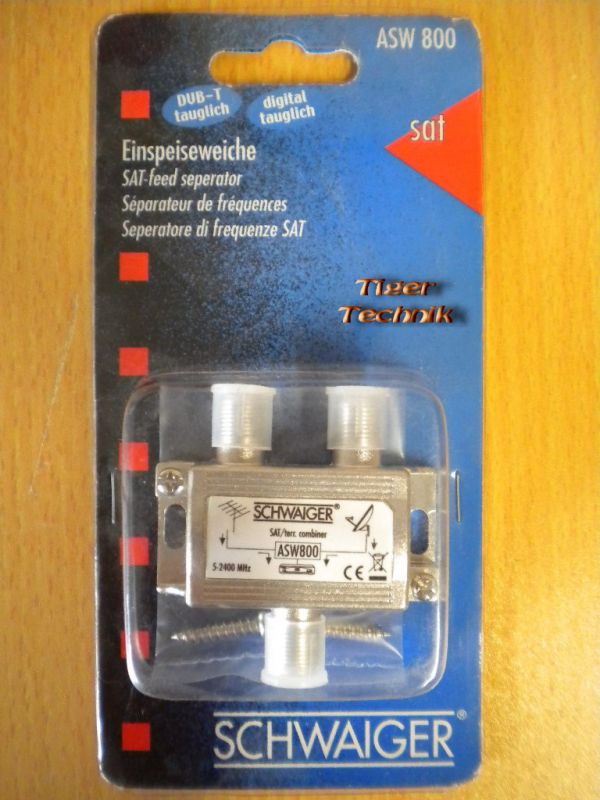 ASW 800
DVB-T
tauglich
digital
tauglich
sat
Einspeiseweiche
SAT-feed seperator
Séparateur de fréquences
Seperatore di frequenze SAT
Tiger
Technik
SCHWAIGER®
SAT/terr. combiner
ASW800
5-2400 MHz
CE
SCHWAIGER®